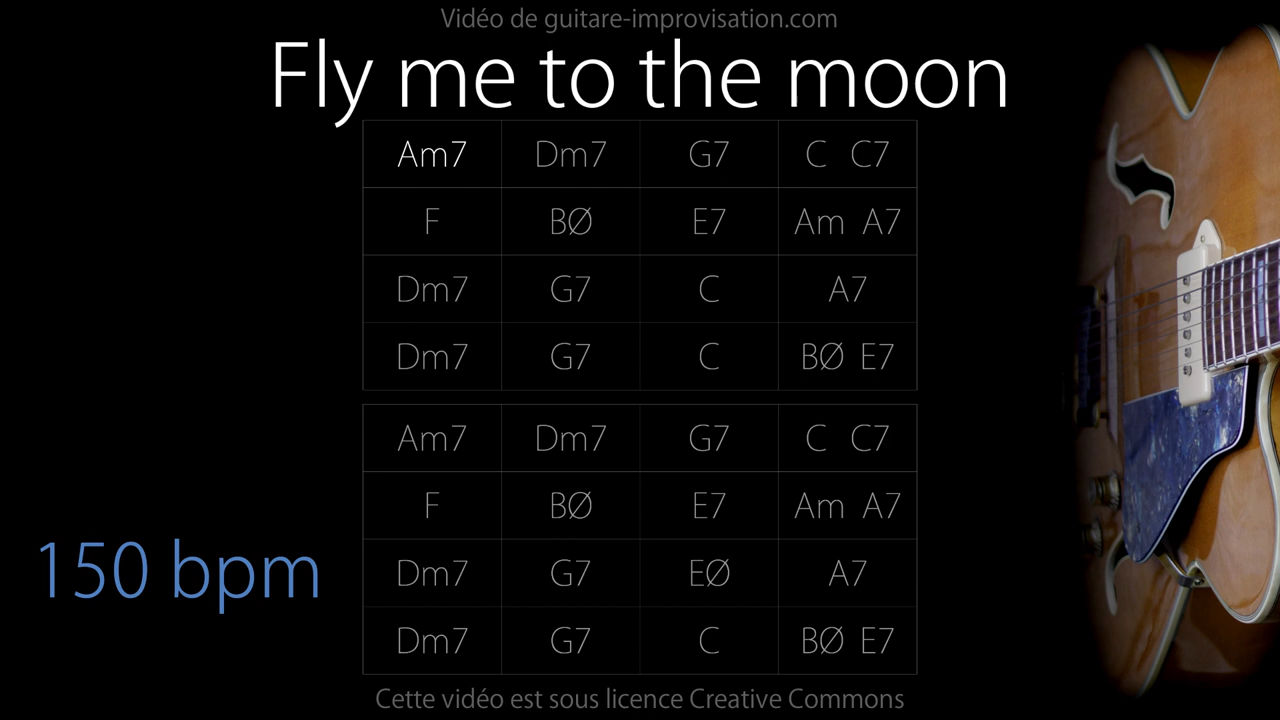 Vidéo de guitare-improvisation.com
Fly me to the moon
Am7 Dm7 G7 C C7
F BØ E7 Am A7
Dm7 G7 C A7
Dm7 G7 C BØ E7
Am7 Dm7 G7 C C7
F BØ E7 Am A7
Dm7 G7 EØ A7
Dm7 G7 C BØ E7
150 bpm
Cette vidéo est sous licence Creative Commons